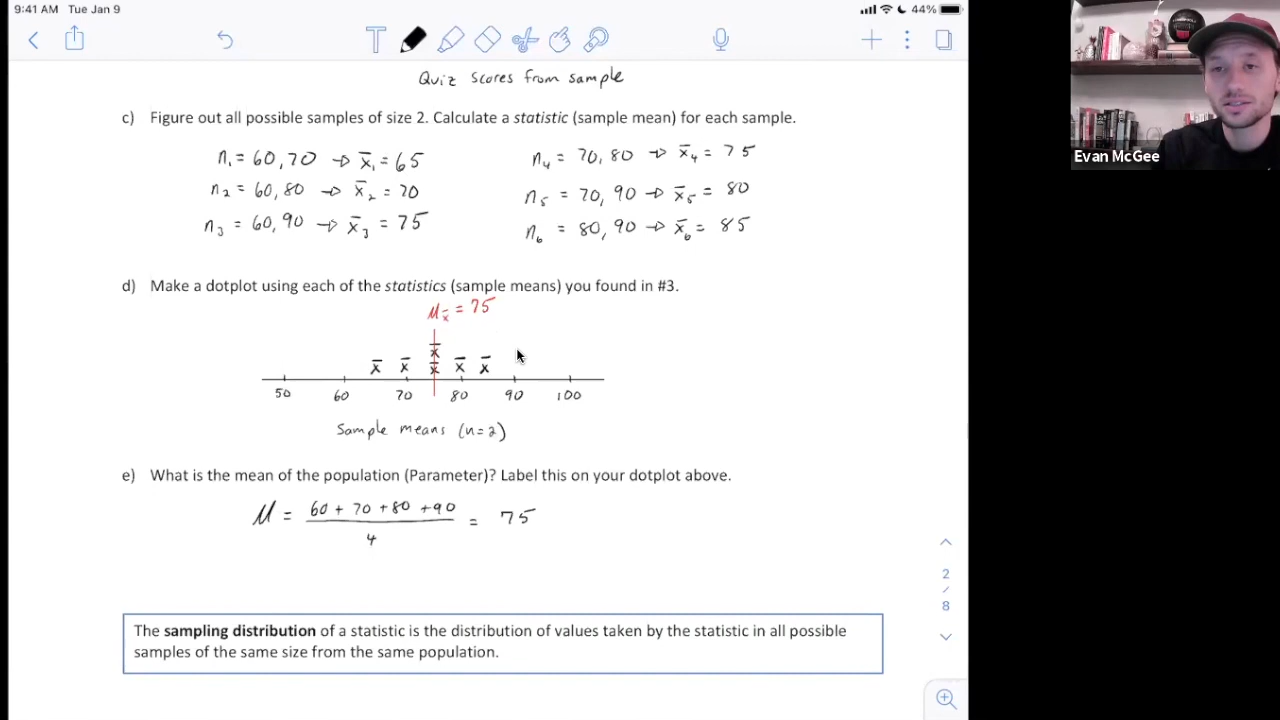 9:41 AM Tue Jan 9 44%
Quiz Scores from sample
c) Figure out all possible samples of size 2. Calculate a statistic (sample mean) for each sample.
n₁ = 60, 70 → x̄₁ = 65
n₂ = 60, 80 → x̄₂ = 70
n₃ = 60, 90 → x̄₃ = 75
n₄ = 70, 80 → x̄₄ = 75
n₅ = 70, 90 → x̄₅ = 80
n₆ = 80, 90 → x̄₆ = 85
d) Make a dotplot using each of the statistics (sample means) you found in #3.
μx̄ = 75
x̄
x̄ x̄ x̄ x̄ x̄
50 60 70 80 90 100
Sample means (n=2)
e) What is the mean of the population (Parameter)? Label this on your dotplot above.
60 + 70 + 80 + 90
μ = = 75
4
The sampling distribution of a statistic is the distribution of values taken by the statistic in all possible
samples of the same size from the same population.
2
/
8
Evan McGee